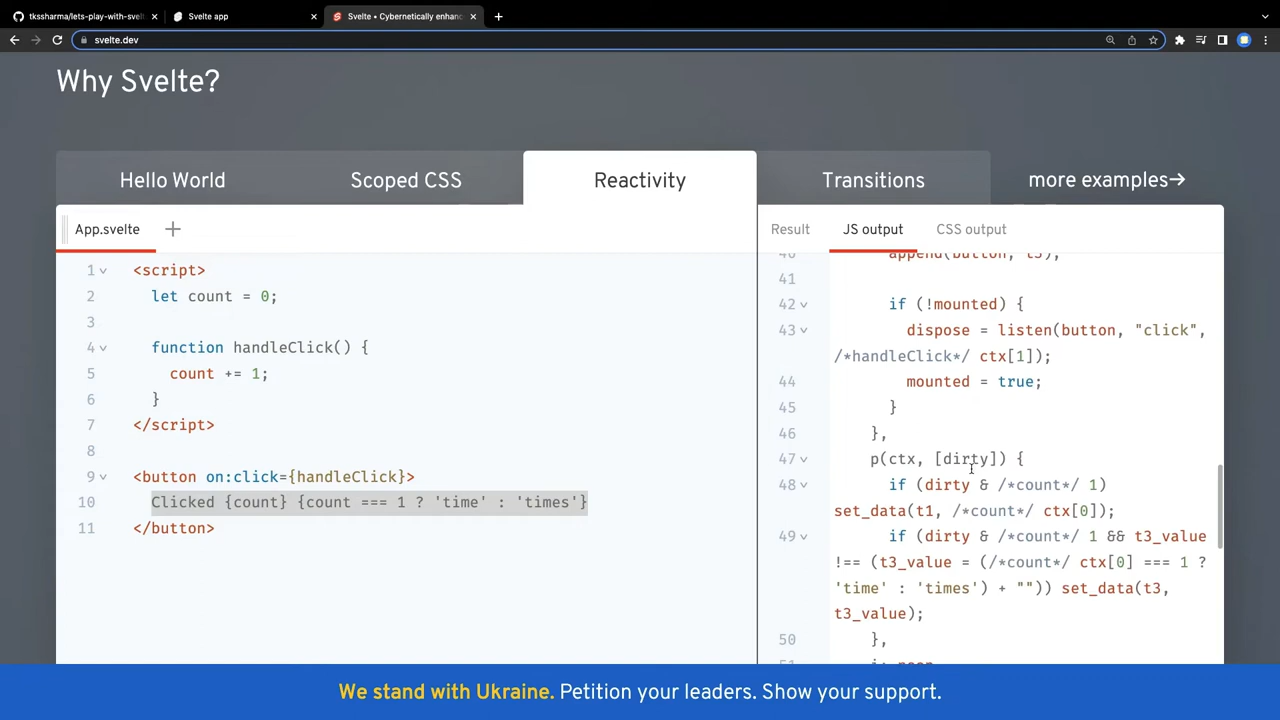 tkssharma/lets-play-with-svelt
Svelte app
Svelte • Cybernetically enhanc
svelte.dev
Why Svelte?
Hello World
Scoped CSS
Reactivity
Transitions
more examples→
App.svelte
Result
JS output
CSS output
1 <script>
2 let count = 0;
3
4 function handleClick() {
5 count += 1;
6 }
7 </script>
8
9 <button on:click={handleClick}>
10 Clicked {count} {count === 1 ? 'time' : 'times'}
11 </button>
40 append(button, t3);
41
42 if (!mounted) {
43 dispose = listen(button, "click",
/*handleClick*/ ctx[1]);
44 mounted = true;
45 }
46 },
47 p(ctx, [dirty]) {
48 if (dirty & /*count*/ 1)
set_data(t1, /*count*/ ctx[0]);
49 if (dirty & /*count*/ 1 && t3_value
!== (t3_value = (/*count*/ ctx[0] === 1 ?
'time' : 'times') + "")) set_data(t3,
t3_value);
50 },
We stand with Ukraine. Petition your leaders. Show your support.